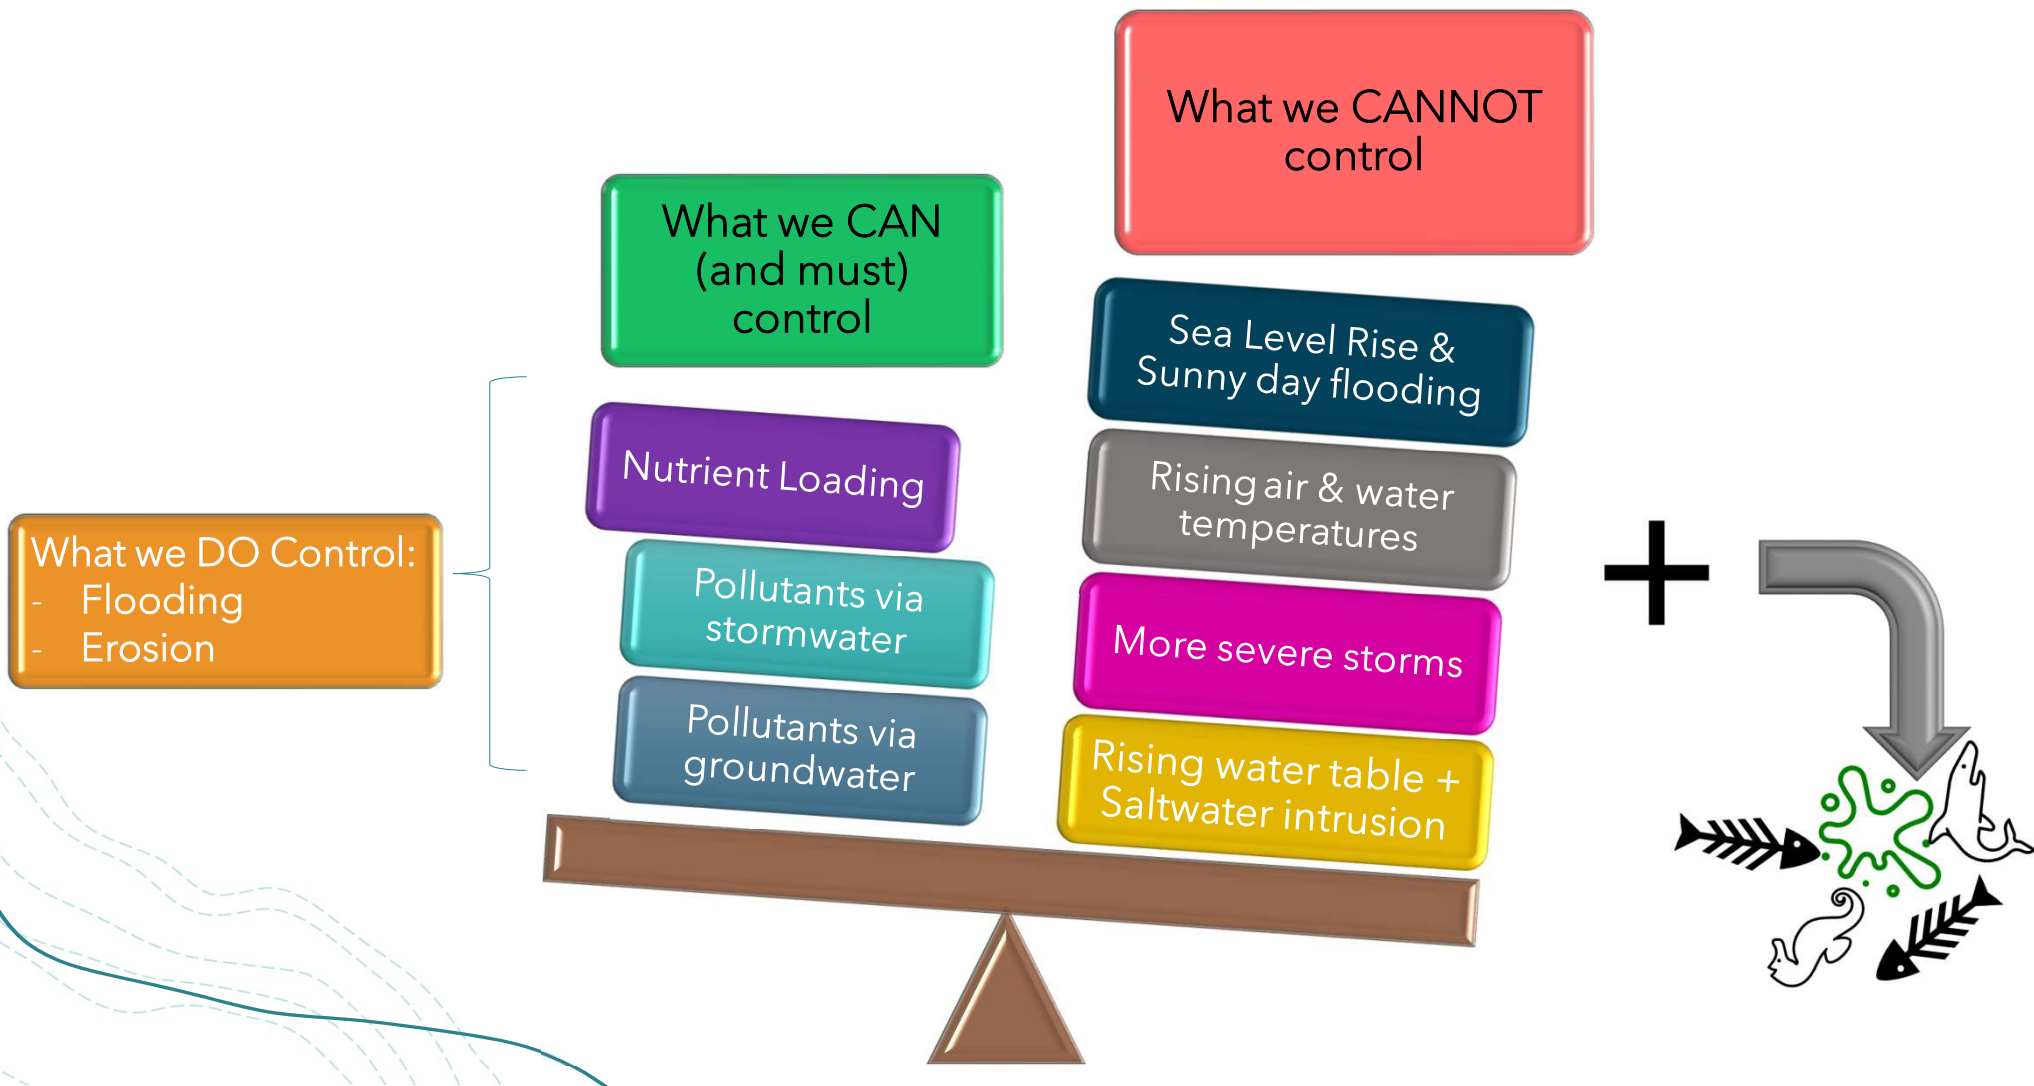 What we CANNOT
control
What we CAN
(and must)
control
What we DO Control:
- Flooding
- Erosion
Nutrient Loading
Pollutants via
stormwater
Pollutants via
groundwater
Sea Level Rise &
Sunny day flooding
Rising air & water
temperatures
More severe storms
Rising water table +
Saltwater intrusion